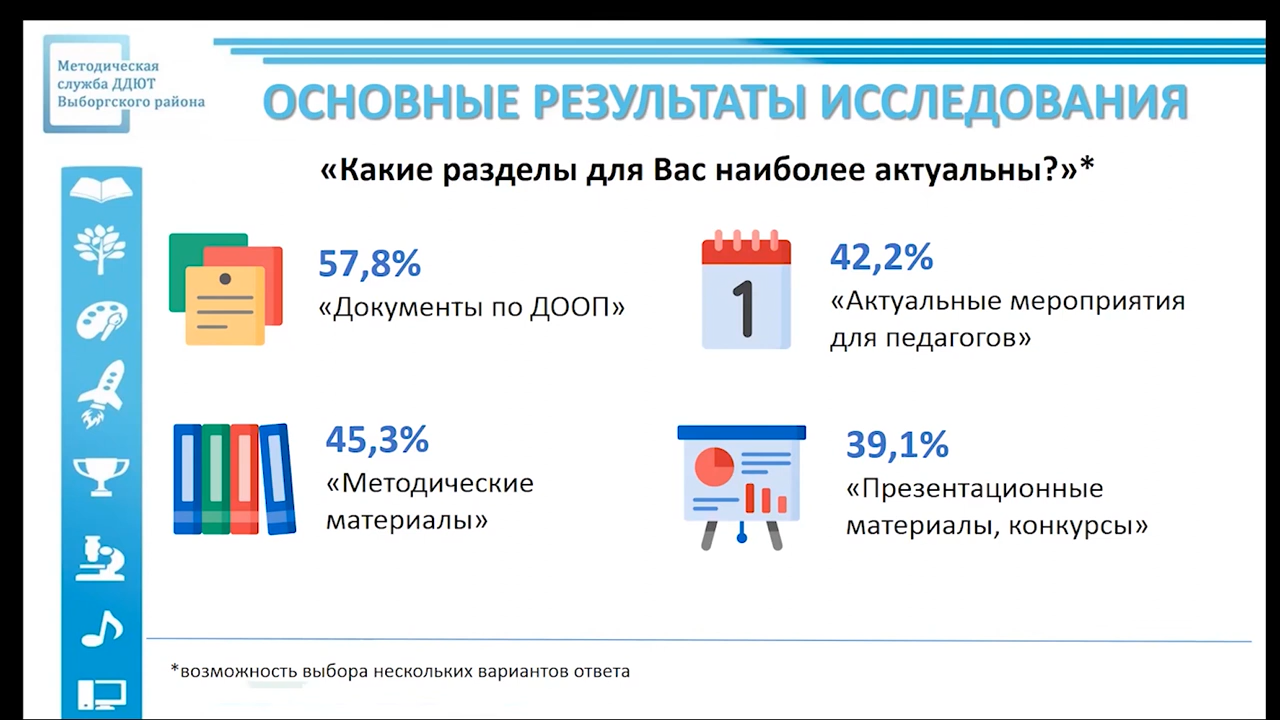 Методическая
служба ДДЮТ
Выборгского района
ОСНОВНЫЕ РЕЗУЛЬТАТЫ ИССЛЕДОВАНИЯ
«Какие разделы для Вас наиболее актуальны?»*
57,8%
«Документы по ДООП»
1
42,2%
«Актуальные мероприятия
для педагогов»
45,3%
«Методические
материалы»
39,1%
«Презентационные
материалы, конкурсы»
*возможность выбора нескольких вариантов ответа